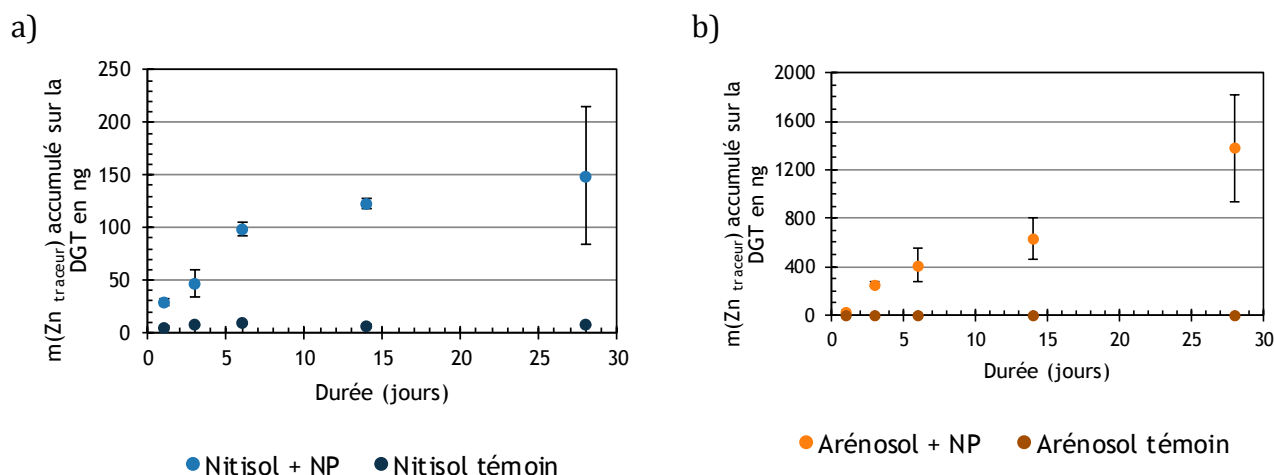 a)
m(Zn traceur) accumulé sur la
DGT en ng
250
200
150
100
50
0
0 5 10 15 20 25 30
Durée (jours)
Nitisol + NP Nitisol témoin
b)
m(Zn traceur) accumulé sur la
DGT en ng
2000
1600
1200
800
400
0
0 5 10 15 20 25 30
Durée (jours)
Arénosol + NP Arénosol témoin